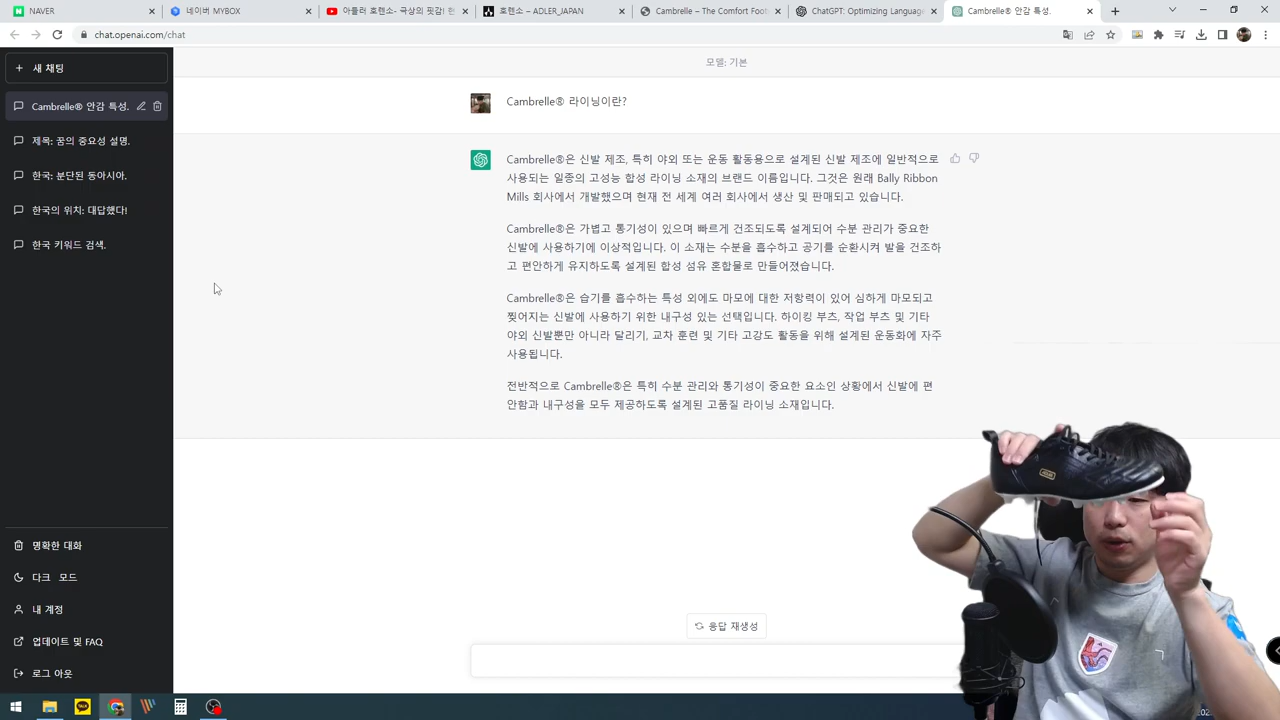 NAVER
네이버 MYBOX
아들러 호렌소- 극상의 핏감! 한
호렌소 – ADLER_JAPAN
Cambrelle – The Comfort Foot
ChatGPT: Optimizing Language
Cambrelle® 안감 특성.
chat.openai.com/chat
새 채팅
Cambrelle® 안감 특성.
제목: 꿈의 중요성 설명.
한국: 분단된 동아시아.
한국의 위치: 대답했다!
한국 키워드 검색.
명확한 대화
다크 모드
내 계정
업데이트 및 FAQ
로그 아웃
모델: 기본
Cambrelle® 라이닝이란?
Cambrelle®은 신발 제조, 특히 야외 또는 운동 활동용으로 설계된 신발 제조에 일반적으로
사용되는 일종의 고성능 합성 라이닝 소재의 브랜드 이름입니다. 그것은 원래 Bally Ribbon
Mills 회사에서 개발했으며 현재 전 세계 여러 회사에서 생산 및 판매되고 있습니다.
Cambrelle®은 가볍고 통기성이 있으며 빠르게 건조되도록 설계되어 수분 관리가 중요한
신발에 사용하기에 이상적입니다. 이 소재는 수분을 흡수하고 공기를 순환시켜 발을 건조하
고 편안하게 유지하도록 설계된 합성 섬유 혼합물로 만들어졌습니다.
Cambrelle®은 습기를 흡수하는 특성 외에도 마모에 대한 저항력이 있어 심하게 마모되고
찢어지는 신발에 사용하기 위한 내구성 있는 선택입니다. 하이킹 부츠, 작업 부츠 및 기타
야외 신발뿐만 아니라 달리기, 교차 훈련 및 기타 고강도 활동을 위해 설계된 운동화에 자주
사용됩니다.
전반적으로 Cambrelle®은 특히 수분 관리와 통기성이 중요한 요소인 상황에서 신발에 편
안함과 내구성을 모두 제공하도록 설계된 고품질 라이닝 소재입니다.
응답 재생성
TALK